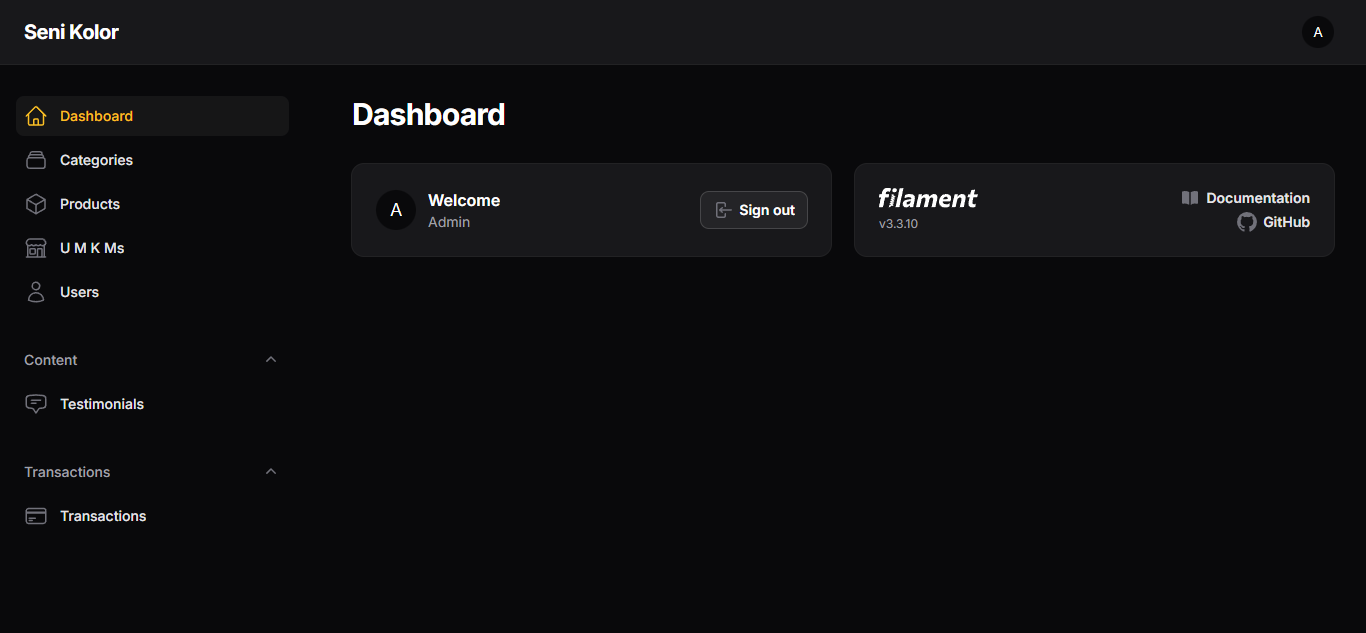 Seni Kolor
A
Dashboard
Categories
Products
U M K Ms
Users
Content
Testimonials
Transactions
Transactions
Dashboard
A
Welcome
Admin
Sign out
filament
v3.3.10
Documentation
GitHub